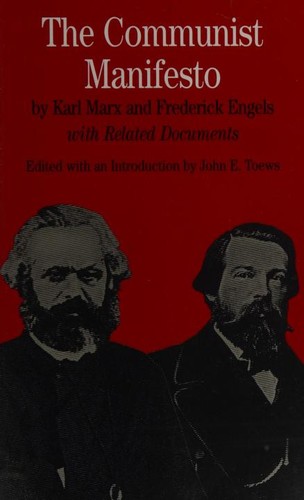 The Communist
Manifesto
by Karl Marx and Frederick Engels
with Related Documents
Edited with an Introduction by John E. Toews